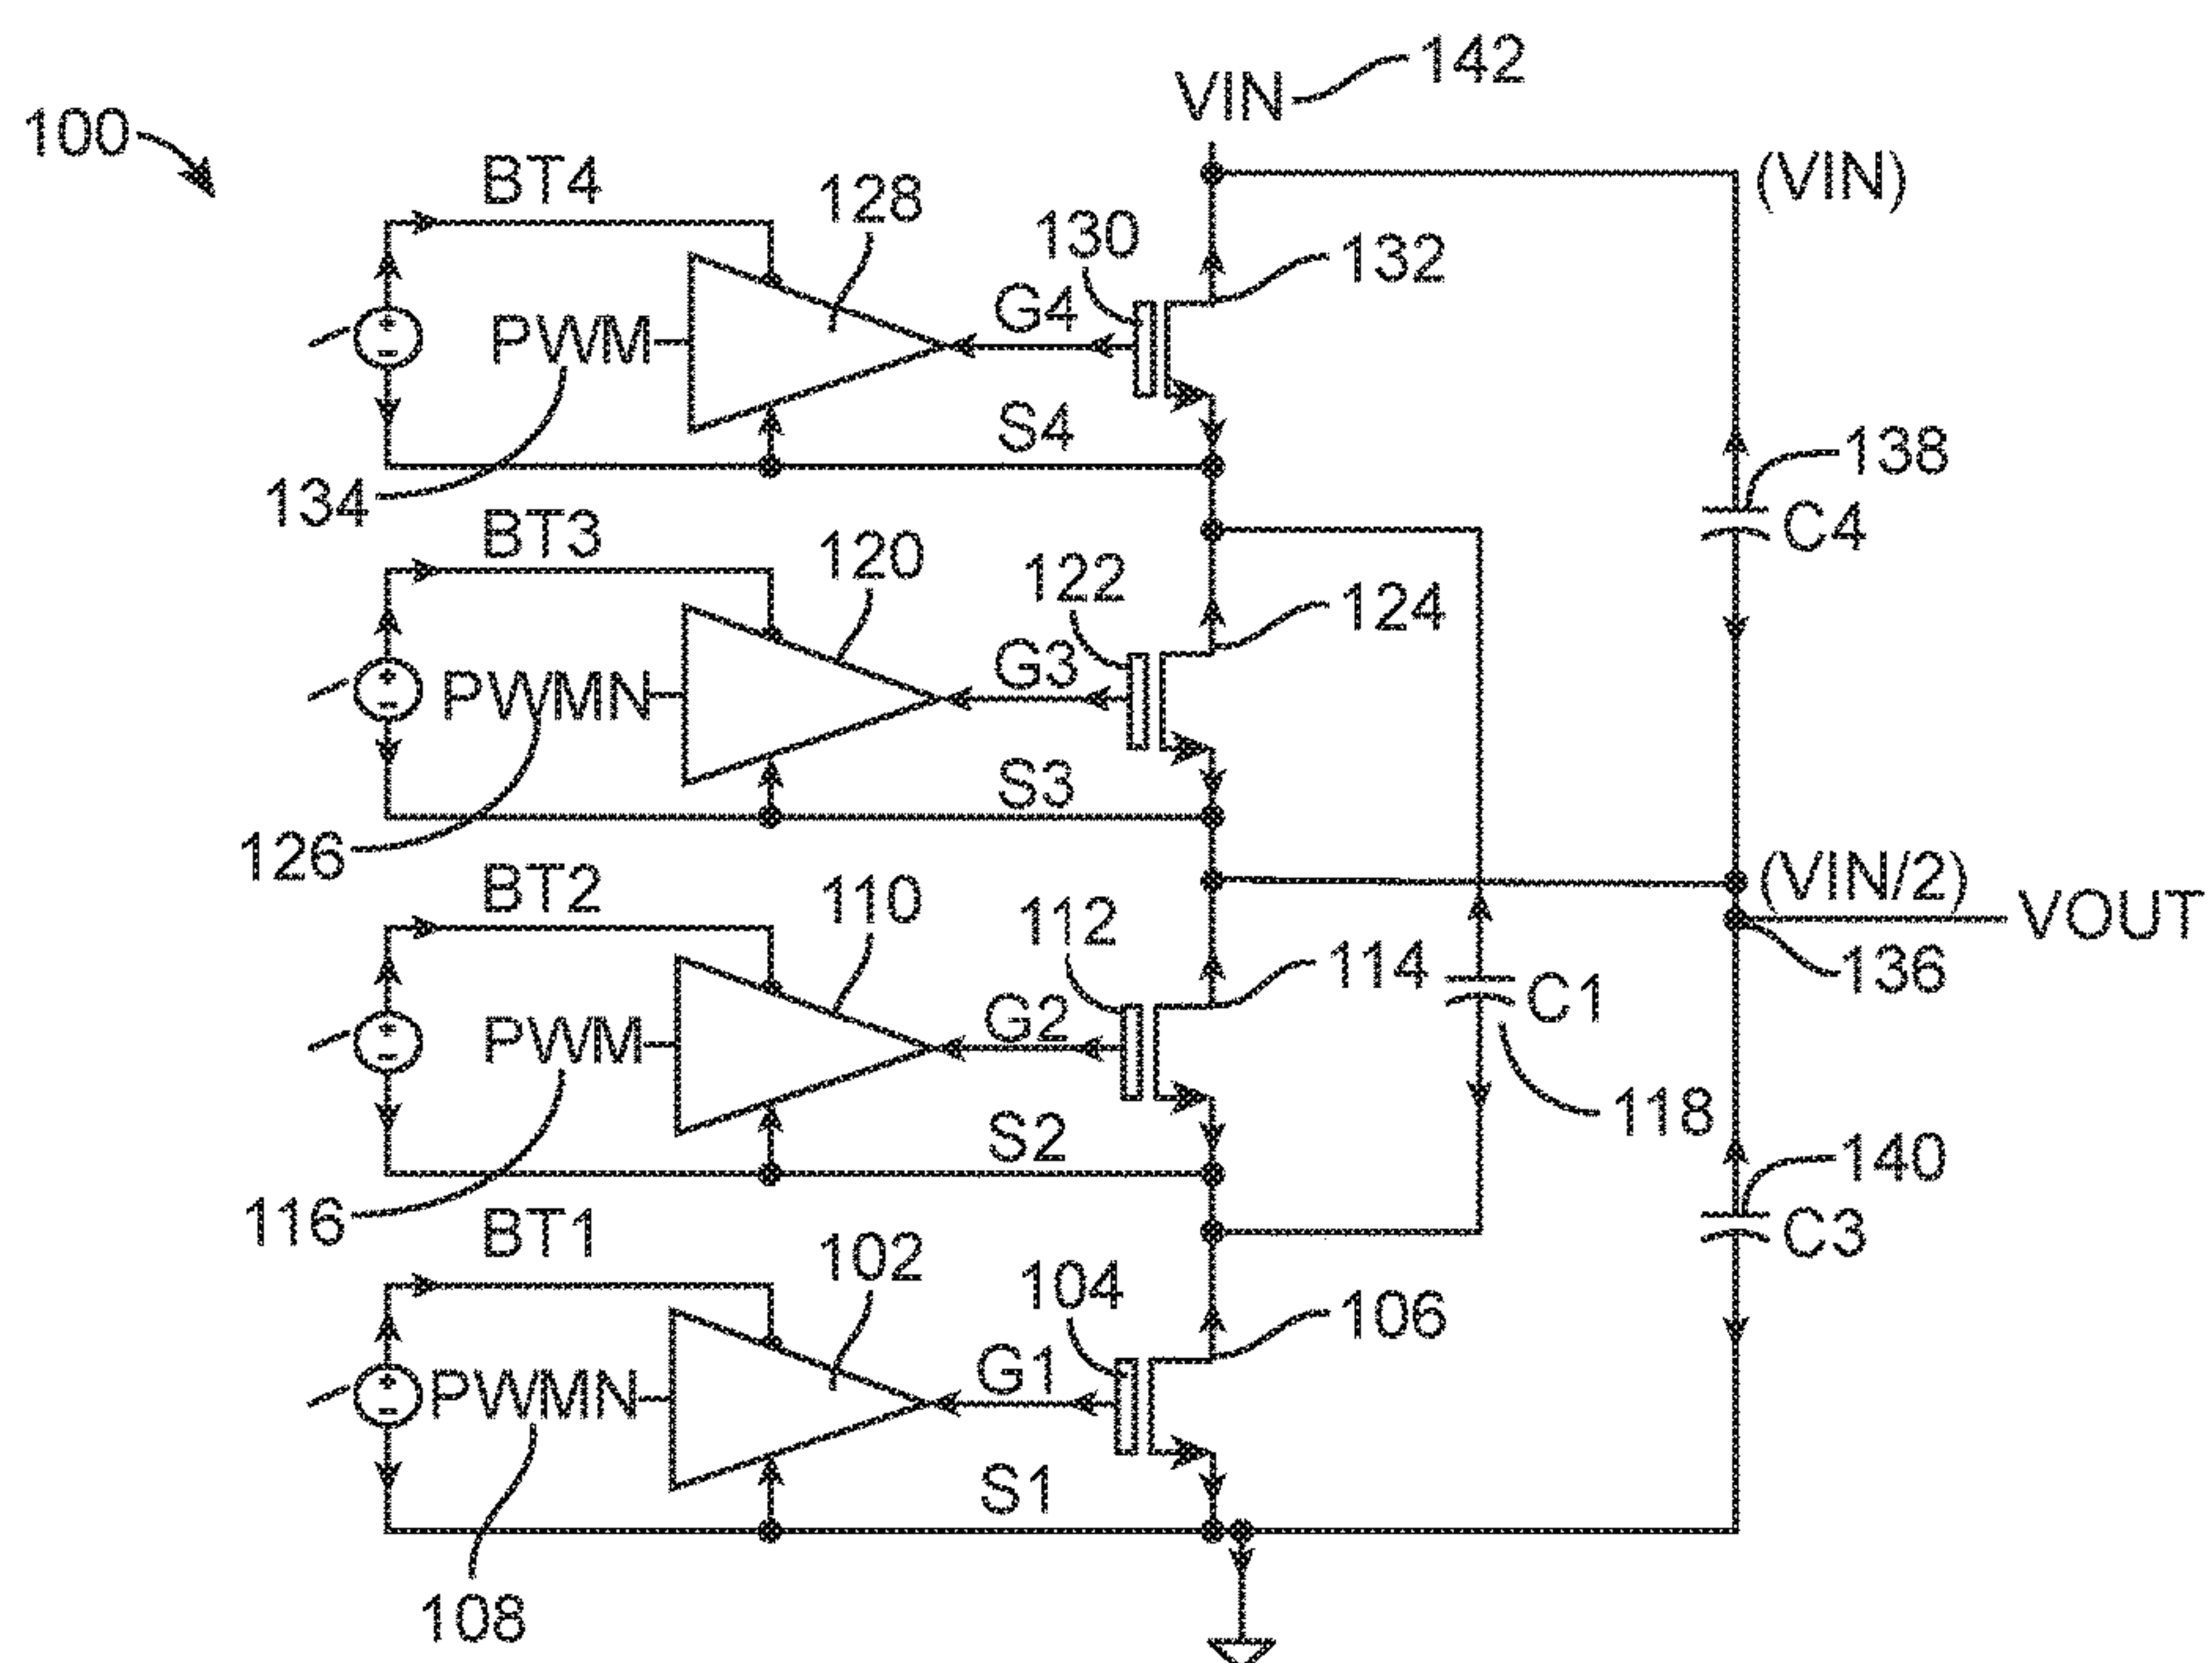 142
VIN
100
(VIN)
BT4
128
130
132
G4
PWM
S4
138
134
C4
BT3
120
122
124
G3
PWMN
S3
126
(VIN/2)
BT2
110
112
VOUT
114
136
C1
G2
PWM
118
S2
140
116
BT1
C3
102
104
106
G1
PWMN
S1
108